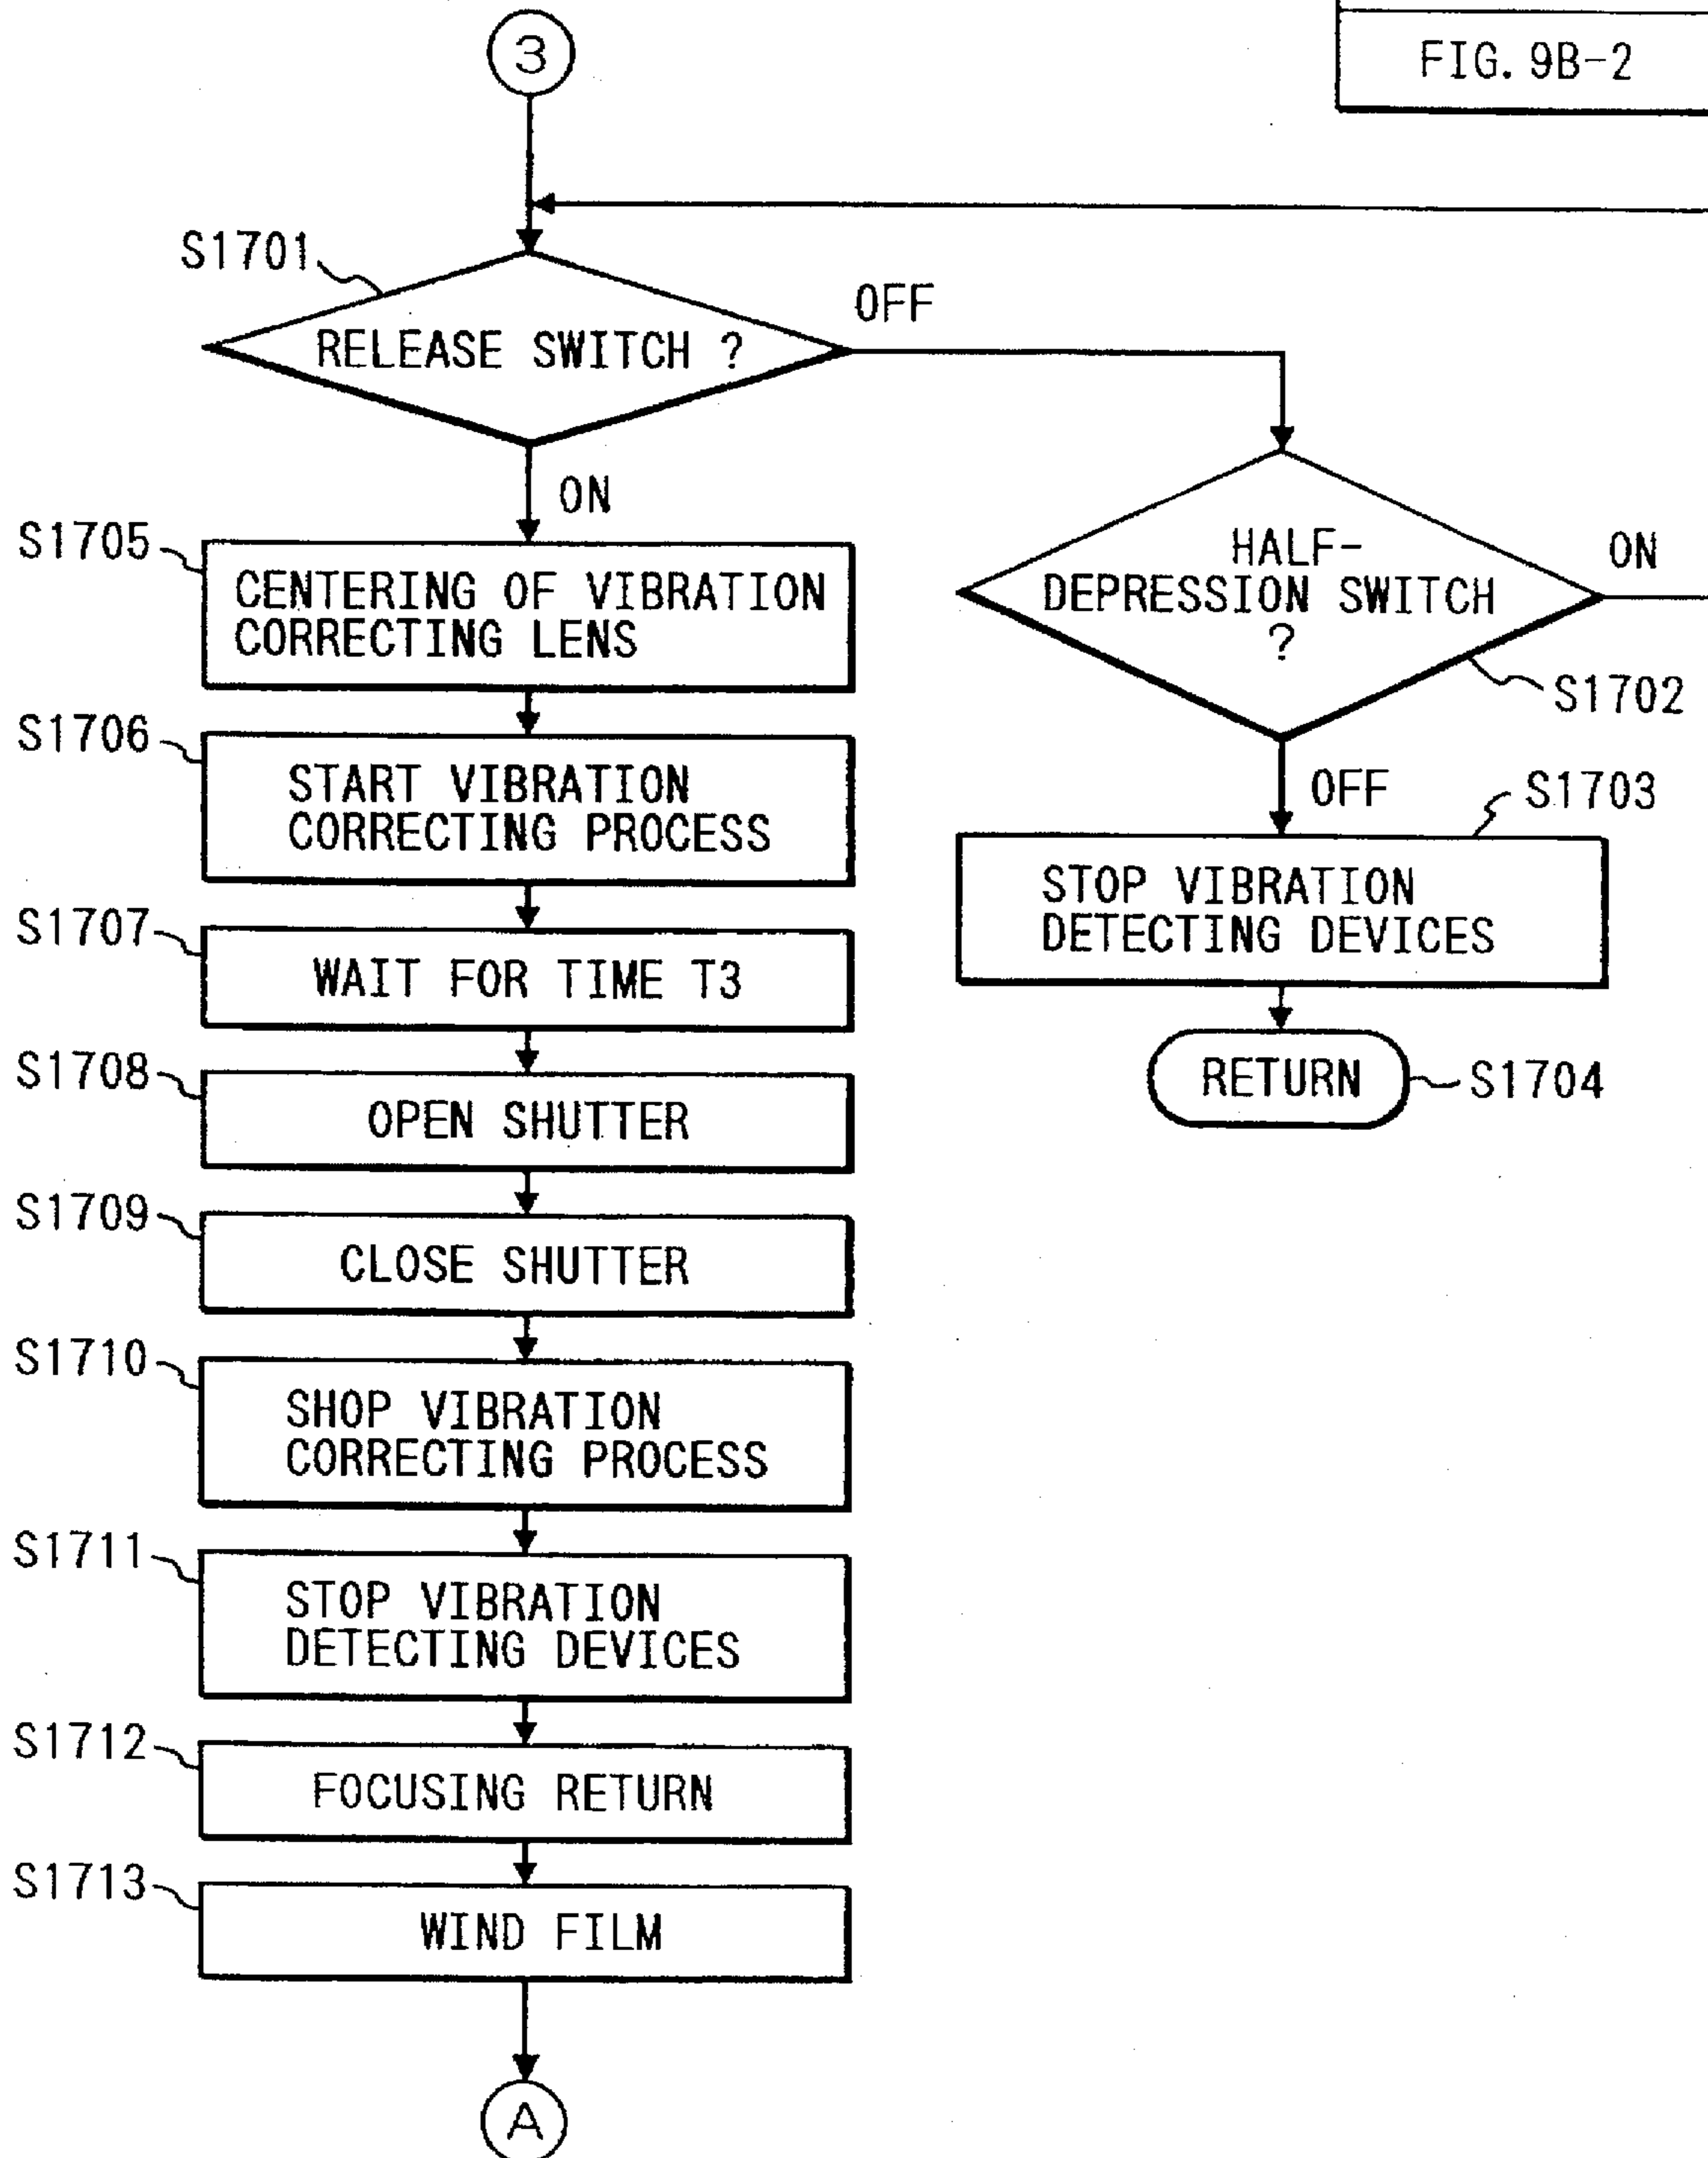 FIG. 9B-2
3
S1701
RELEASE SWITCH ?
OFF
ON
HALF-
DEPRESSION SWITCH
?
ON
S1702
OFF
S1703
STOP VIBRATION
DETECTING DEVICES
RETURN
S1704
S1705
CENTERING OF VIBRATION
CORRECTING LENS
S1706
START VIBRATION
CORRECTING PROCESS
S1707
WAIT FOR TIME T3
S1708
OPEN SHUTTER
S1709
CLOSE SHUTTER
S1710
SHOP VIBRATION
CORRECTING PROCESS
S1711
STOP VIBRATION
DETECTING DEVICES
S1712
FOCUSING RETURN
S1713
WIND FILM
A